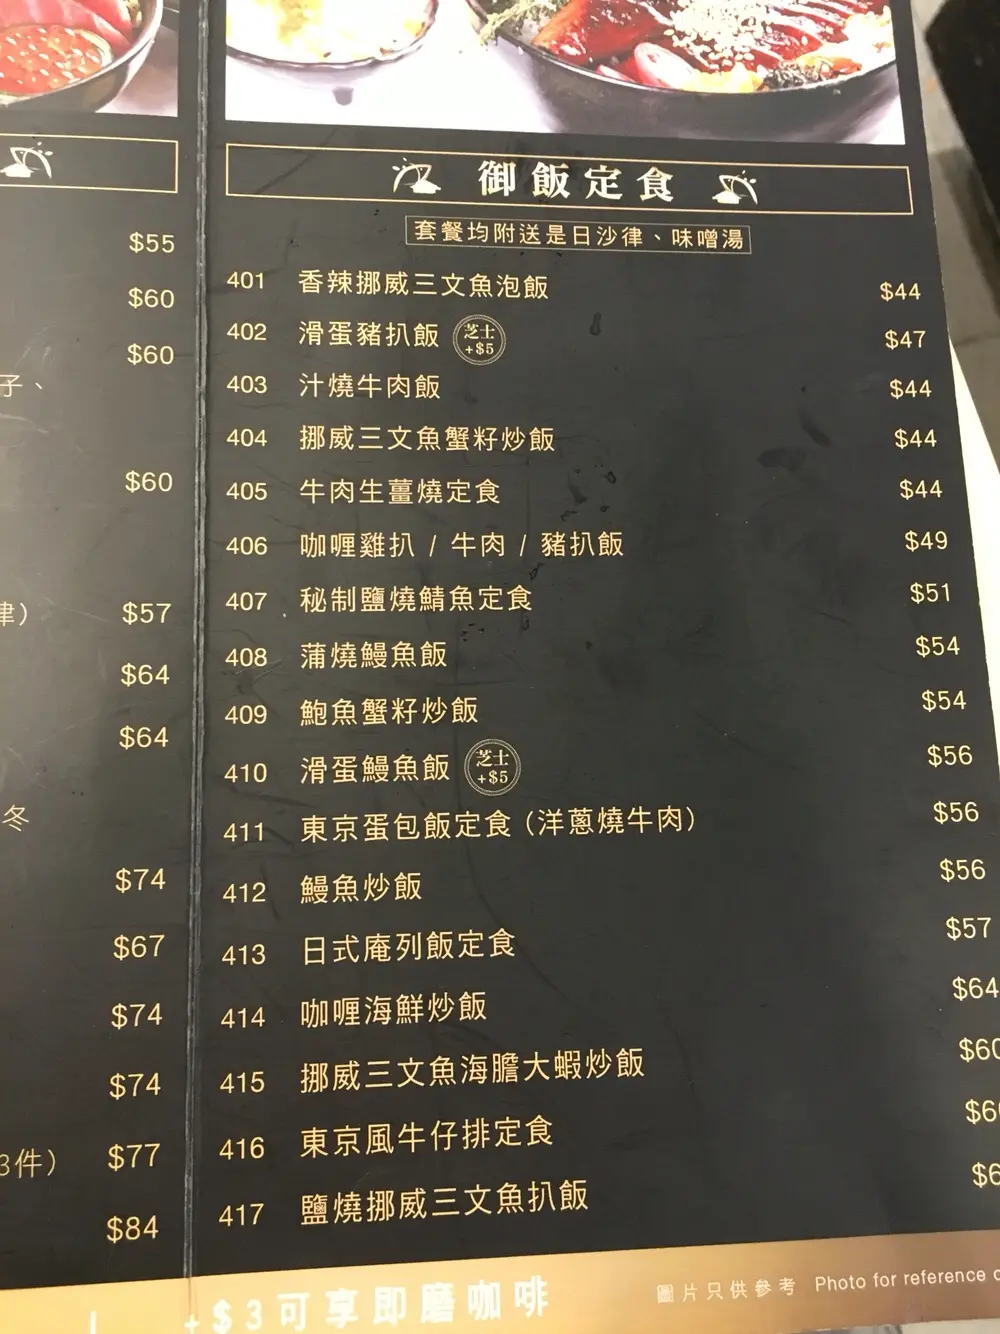 $55
$60
$60
子、
$60
律)
$57
$64
$64
冬
$74
$67
$74
$74
3件)
$77
$84
御飯定食
套餐均附送是日沙律、味噌湯
401 香辣挪威三文魚泡飯 $44
402 滑蛋豬扒飯 芝士+$5 $47
403 汁燒牛肉飯 $44
404 挪威三文魚蟹籽炒飯 $44
405 牛肉生薑燒定食 $44
406 咖喱雞扒 / 牛肉 / 豬扒飯 $49
407 秘制鹽燒鯖魚定食 $51
408 蒲燒鰻魚飯 $54
409 鮑魚蟹籽炒飯 $54
410 滑蛋鰻魚飯 芝士+$5 $56
411 東京蛋包飯定食 (洋蔥燒牛肉) $56
412 鰻魚炒飯 $56
413 日式庵列飯定食 $57
414 咖喱海鮮炒飯 $64
415 挪威三文魚海膽大蝦炒飯 $60
416 東京風牛仔排定食
417 鹽燒挪威三文魚扒飯
+$3可享即磨咖啡
圖片只供參考 Photo for reference